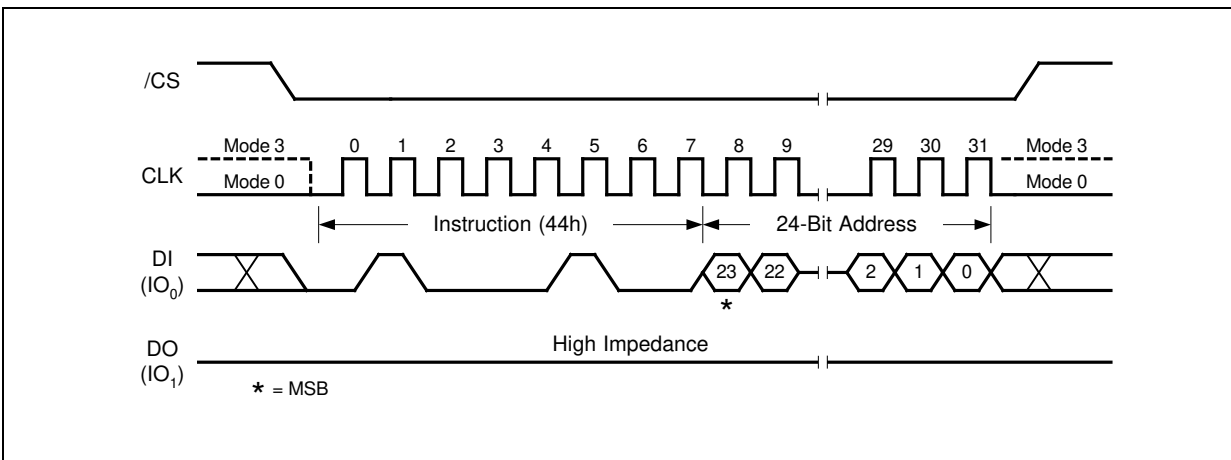 /CS
Mode 3 0 1 2 3 4 5 6 7 8 9 29 30 31 Mode 3
CLK
Mode 0 Mode 0
Instruction (44h) 24-Bit Address
DI
(IO0)
23 22 2 1 0
*
High Impedance
DO
(IO1)
* = MSB